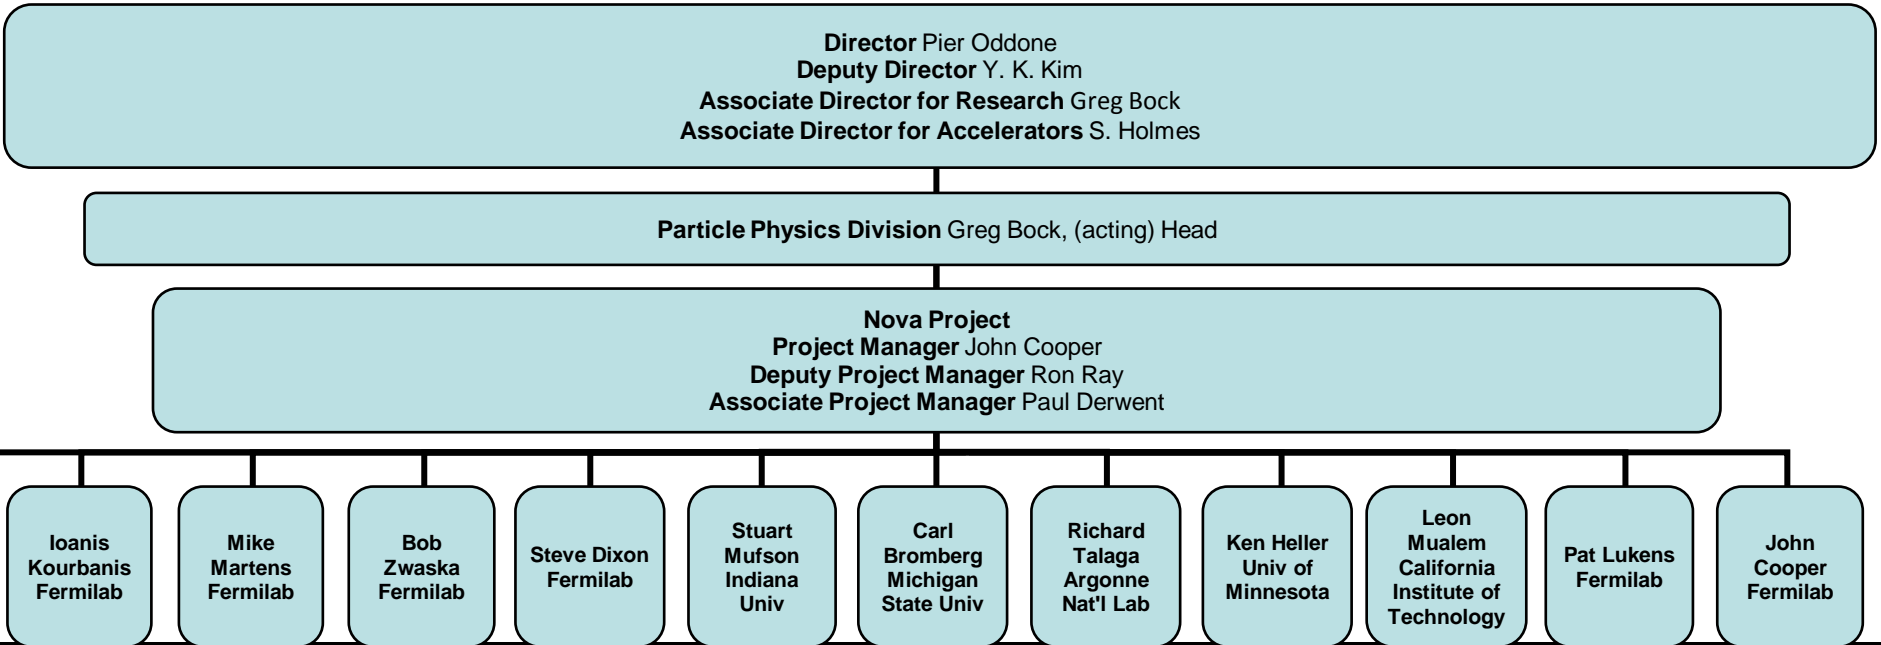 Director Pier Oddone
Deputy Director Y. K. Kim
Associate Director for Research Greg Bock
Associate Director for Accelerators S. Holmes
Particle Physics Division Greg Bock, (acting) Head
Nova Project
Project Manager John Cooper
Deputy Project Manager Ron Ray
Associate Project Manager Paul Derwent
Ioanis
Kourbanis
Fermilab
Mike
Martens
Fermilab
Bob
Zwaska
Fermilab
Steve Dixon
Fermilab
Stuart
Mufson
Indiana
Univ
Carl
Bromberg
Michigan
State Univ
Richard
Talaga
Argonne
Nat'l Lab
Ken Heller
Univ of
Minnesota
Leon
Mualem
California
Institute of
Technology
Pat Lukens
Fermilab
John
Cooper
Fermilab